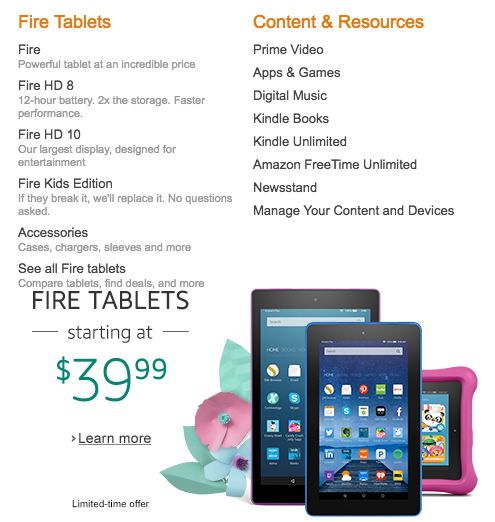 Fire Tablets
Fire
Powerful tablet at an incredible price
Fire HD 8
12-hour battery. 2x the storage. Faster
performance.
Fire HD 10
Our largest display, designed for
entertainment
Fire Kids Edition
If they break it, we'll replace it. No questions
asked.
Accessories
Cases, chargers, sleeves and more
See all Fire tablets
Compare tablets, find deals, and more
Content & Resources
Prime Video
Apps & Games
Digital Music
Kindle Books
Kindle Unlimited
Amazon FreeTime Unlimited
Newsstand
Manage Your Content and Devices
FIRE TABLETS
starting at
$39.99
› Learn more
Limited-time offer